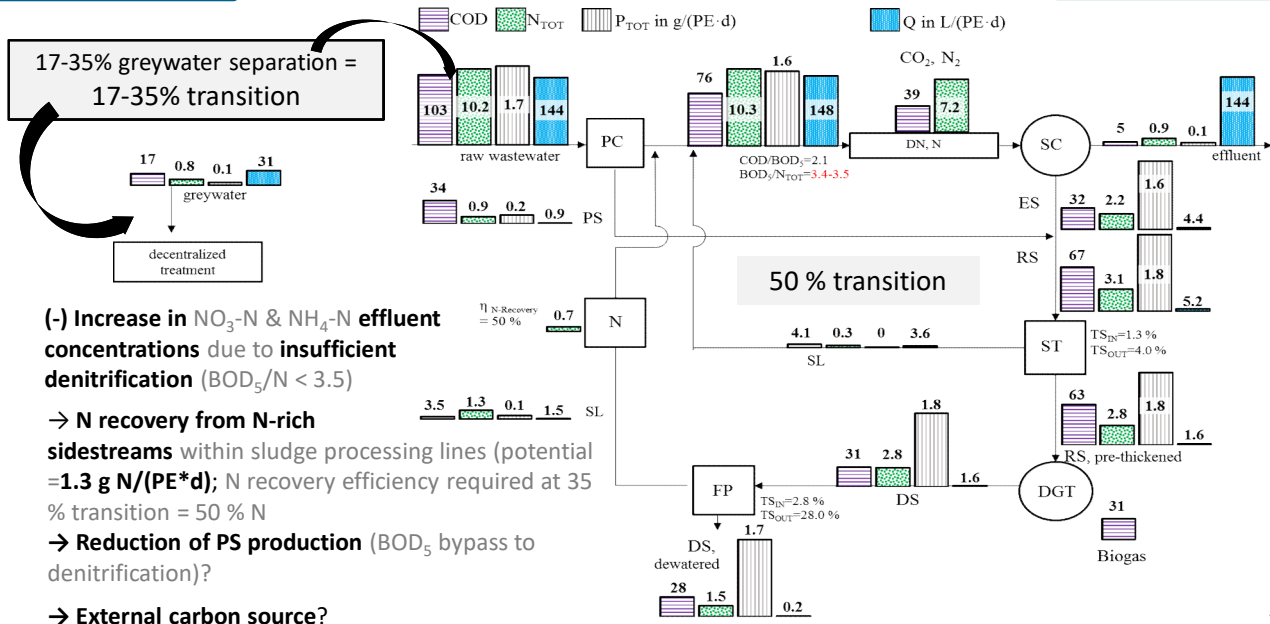 COD
N_TOT
P_TOT in g/(PE·d)
Q in L/(PE·d)
17-35% greywater separation =
17-35% transition
103 10.2 1.7 144
raw wastewater
PC
76 10.3 1.6 148
COD/BOD₅=2.1
BOD₅/N_TOT=3.4-3.5
CO₂, N₂
39 7.2
DN, N
SC
5 0.9 0.1 144
effluent
17 0.8 0.1 31
greywater
decentralized
treatment
34 0.9 0.2 0.9
PS
ES
32 2.2 1.6 4.4
RS
67 3.1 1.8 5.2
50 % transition
η N-Recovery
= 50 %
0.7
N
4.1 0.3 0 3.6
SL
ST
TS_IN=1.3 %
TS_OUT=4.0 %
3.5 1.3 0.1 1.5
SL
63 2.8 1.8 1.6
RS, pre-thickened
31 2.8 1.8 1.6
DS
FP
TS_IN=2.8 %
TS_OUT=28.0 %
DGT
31
Biogas
DS,
dewatered
28 1.5 1.7 0.2
(-) Increase in NO₃-N & NH₄-N effluent
concentrations due to insufficient
denitrification (BOD₅/N < 3.5)
→ N recovery from N-rich
sidestreams within sludge processing lines (potential
=1.3 g N/(PE*d); N recovery efficiency required at 35
% transition = 50 % N
→ Reduction of PS production (BOD₅ bypass to
denitrification)?
→ External carbon source?